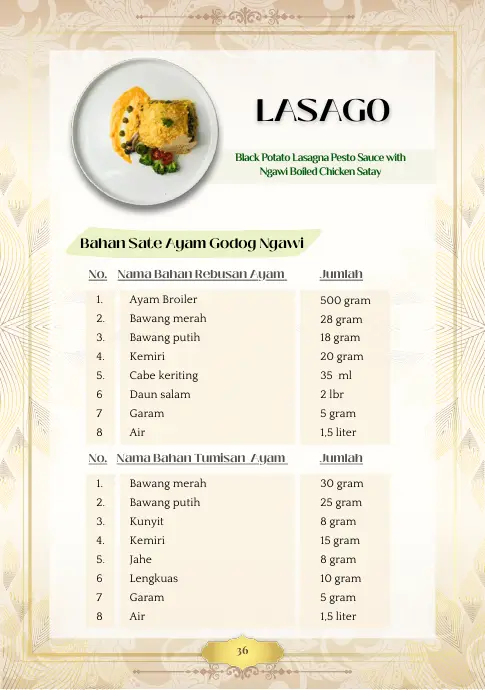 LASAGO
Black Potato Lasagna Pesto Sauce with
Ngawi Boiled Chicken Satay
Bahan Sate Ayam Godog Ngawi
No. Nama Bahan Rebusan Ayam Jumlah
1. Ayam Broiler 500 gram
2. Bawang merah 28 gram
3. Bawang putih 18 gram
4. Kemiri 20 gram
5. Cabe keriting 35 ml
6 Daun salam 2 lbr
7 Garam 5 gram
8 Air 1,5 liter
No. Nama Bahan Tumisan Ayam Jumlah
1. Bawang merah 30 gram
2. Bawang putih 25 gram
3. Kunyit 8 gram
4. Kemiri 15 gram
5. Jahe 8 gram
6 Lengkuas 10 gram
7 Garam 5 gram
8 Air 1,5 liter
36